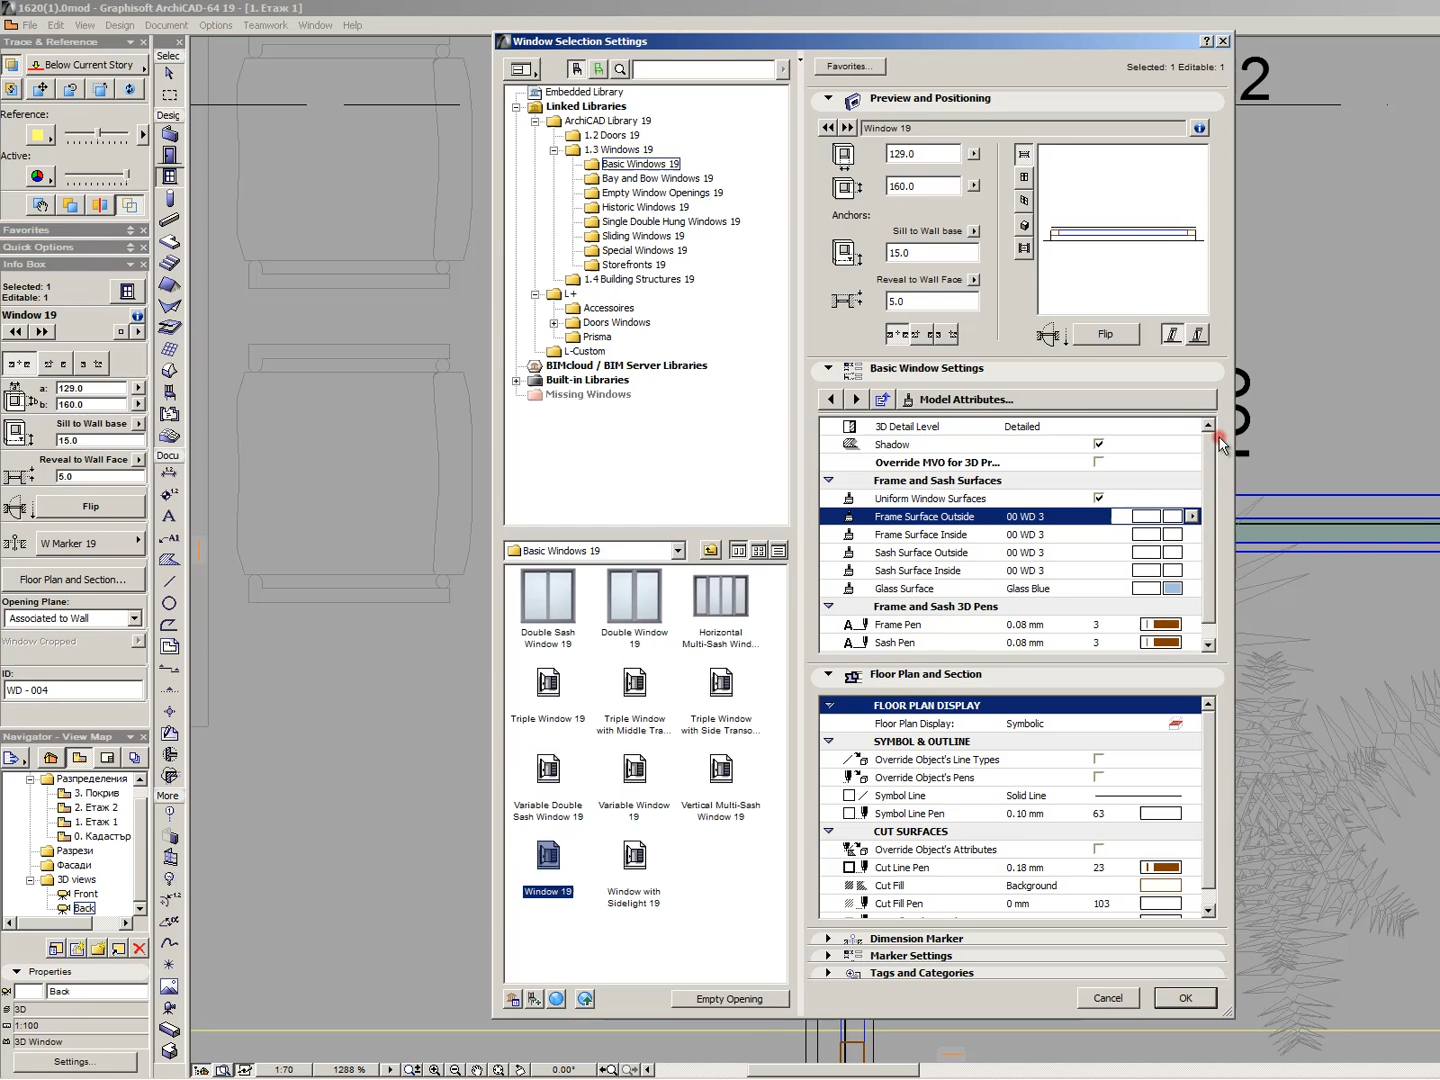 1620(1).0mod - Graphisoft ArchiCAD-64 19 - [1. Етаж 1]
File Edit View Design Document Options Teamwork Window Help
Trace & Reference
Below Current Story
Reference:
Active:
Favorites
Quick Options
Info Box
Selected: 1
Editable: 1
Window 19
a: 129.0
b: 160.0
Sill to Wall base
15.0
Reveal to Wall Face
5.0
Flip
W Marker 19
Floor Plan and Section...
Opening Plane:
Associated to Wall
Window Cropped
ID:
WD - 004
Navigator - View Map
Разпределения
3. Покрив
2. Етаж 2
1. Етаж 1
0. Кадастър
Разрези
Фасади
3D views
Front
Back
Properties
Back
3D
1:100
3D Window
Settings...
Selec
Desig
Docu
More
Window Selection Settings
Embedded Library
Linked Libraries
ArchiCAD Library 19
1.2 Doors 19
1.3 Windows 19
Basic Windows 19
Bay and Bow Windows 19
Empty Window Openings 19
Historic Windows 19
Single Double Hung Windows 19
Sliding Windows 19
Special Windows 19
Storefronts 19
1.4 Building Structures 19
L+
Accessoires
Doors Windows
Prisma
L-Custom
BIMcloud / BIM Server Libraries
Built-in Libraries
Missing Windows
Basic Windows 19
Double Sash Window 19
Double Window 19
Horizontal Multi-Sash Wind...
Triple Window 19
Triple Window with Middle Tra...
Triple Window with Side Transo...
Variable Double Sash Window 19
Variable Window 19
Vertical Multi-Sash Window 19
Window 19
Window with Sidelight 19
Empty Opening
Favorites...
Selected: 1 Editable: 1
Preview and Positioning
Window 19
129.0
160.0
Anchors:
Sill to Wall base
15.0
Reveal to Wall Face
5.0
Flip
Basic Window Settings
Model Attributes...
3D Detail Level Detailed
Shadow
Override MVO for 3D Pr...
Frame and Sash Surfaces
Uniform Window Surfaces
Frame Surface Outside 00 WD 3
Frame Surface Inside 00 WD 3
Sash Surface Outside 00 WD 3
Sash Surface Inside 00 WD 3
Glass Surface Glass Blue
Frame and Sash 3D Pens
Frame Pen 0.08 mm 3
Sash Pen 0.08 mm 3
Floor Plan and Section
FLOOR PLAN DISPLAY
Floor Plan Display: Symbolic
SYMBOL & OUTLINE
Override Object's Line Types
Override Object's Pens
Symbol Line Solid Line
Symbol Line Pen 0.10 mm 63
CUT SURFACES
Override Object's Attributes
Cut Line Pen 0.18 mm 23
Cut Fill Background
Cut Fill Pen 0 mm 103
Dimension Marker
Marker Settings
Tags and Categories
Cancel OK
2
1:70 1288 % 0.00°